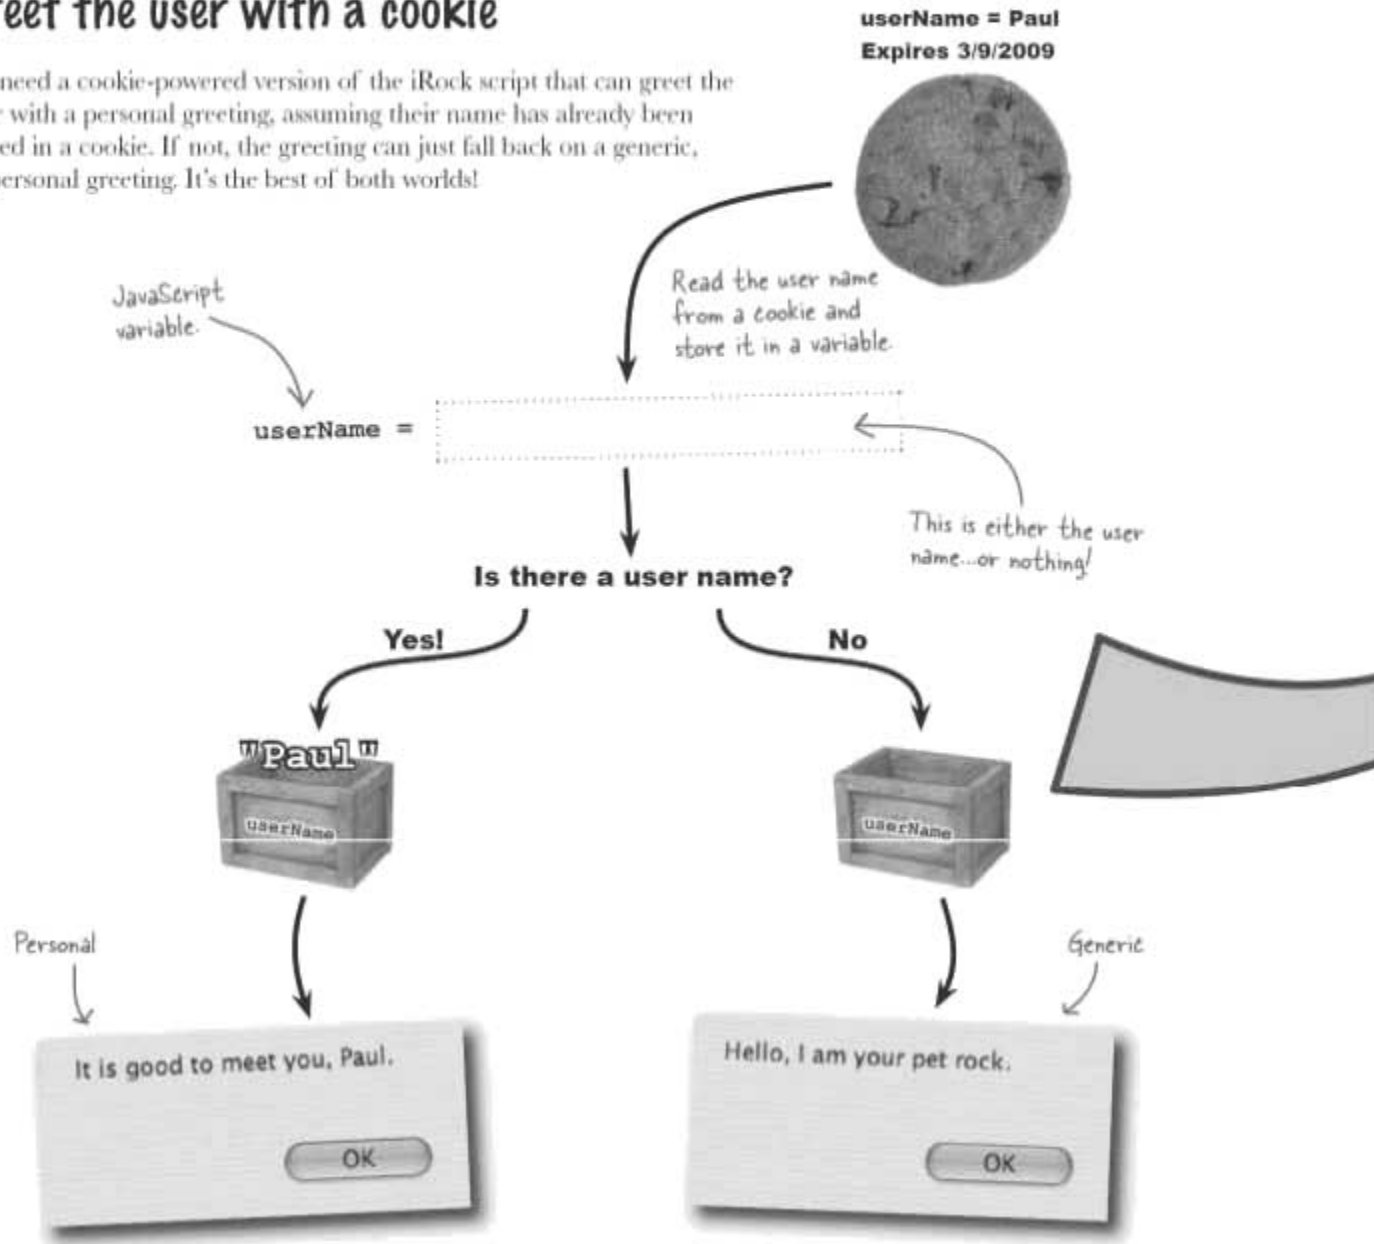 eet the user with a cookie
userName = Paul
Expires 3/9/2009
need a cookie-powered version of the iRock script that can greet the
with a personal greeting, assuming their name has already been
ed in a cookie. If not, the greeting can just fall back on a generic,
ersonal greeting. It's the best of both worlds!
JavaScript
variable.
Read the user name
from a cookie and
store it in a variable.
userName =
This is either the user
name...or nothing!
Is there a user name?
Yes!
No
"Paul"
userName
userName
Personal
Generic
It is good to meet you, Paul.
OK
Hello, I am your pet rock.
OK